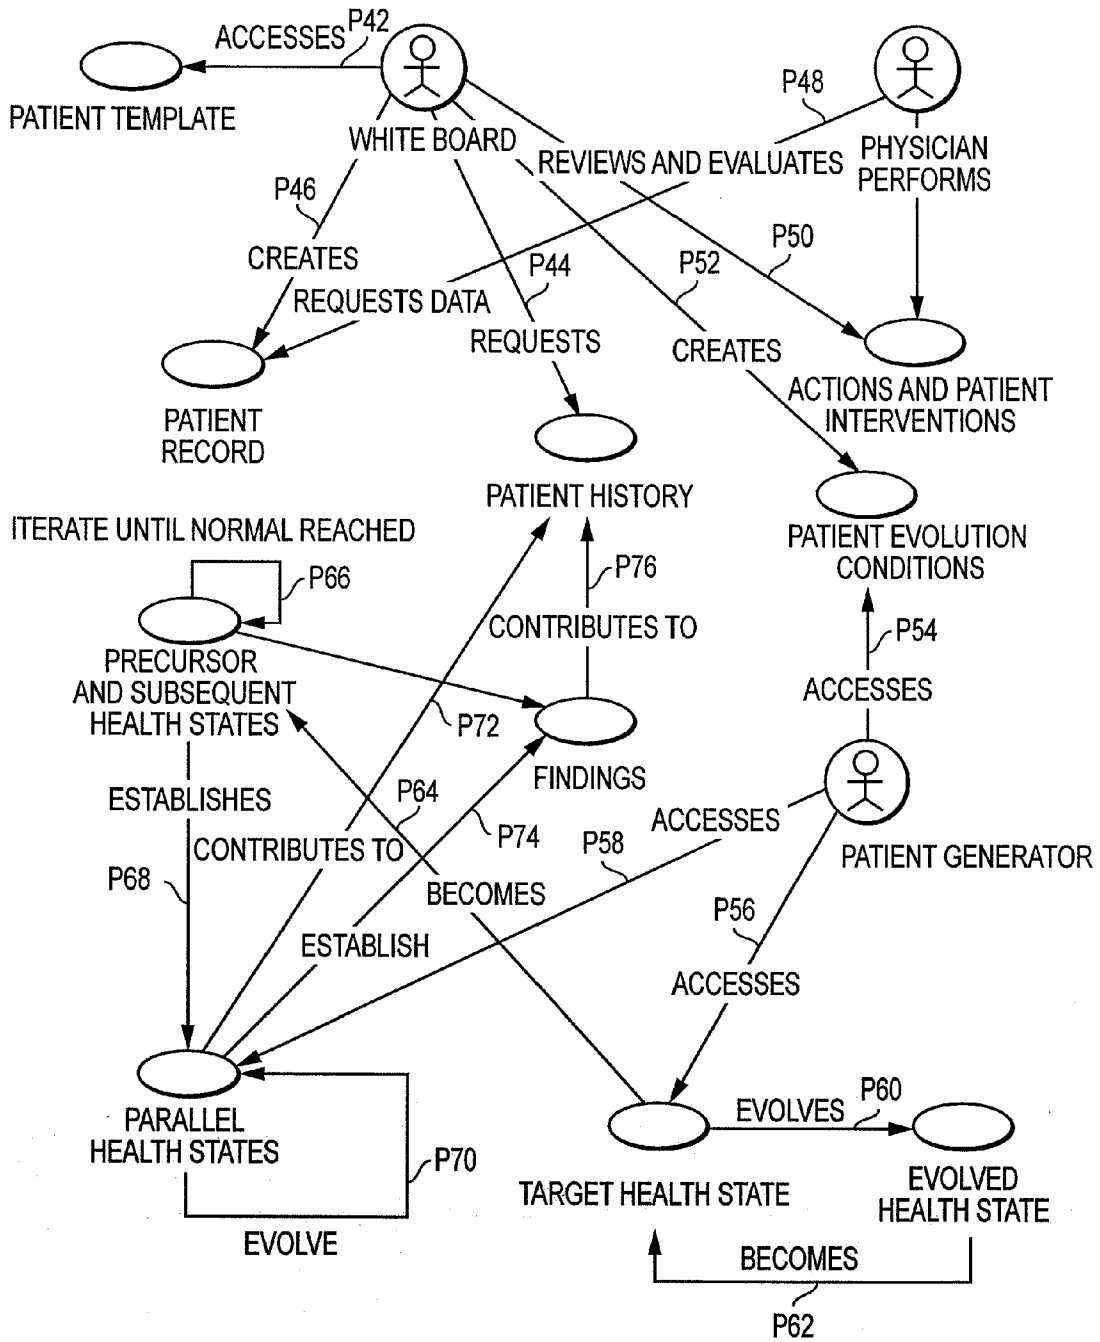 ACCESSES
P42
PATIENT TEMPLATE
WHITE BOARD
P48
PHYSICIAN
PERFORMS
REVIEWS AND EVALUATES
P46
CREATES
P44
P52
P50
REQUESTS DATA
REQUESTS
CREATES
PATIENT
RECORD
ACTIONS AND PATIENT
INTERVENTIONS
PATIENT HISTORY
PATIENT EVOLUTION
CONDITIONS
ITERATE UNTIL NORMAL REACHED
P66
P76
CONTRIBUTES TO
P54
PRECURSOR
AND SUBSEQUENT
HEALTH STATES
ACCESSES
P72
FINDINGS
ESTABLISHES
P64
P74
ACCESSES
CONTRIBUTES TO
P58
PATIENT GENERATOR
P68
BECOMES
P56
ESTABLISH
ACCESSES
PARALLEL
HEALTH STATES
P70
EVOLVE
EVOLVES
P60
TARGET HEALTH STATE
EVOLVED
HEALTH STATE
BECOMES
P62